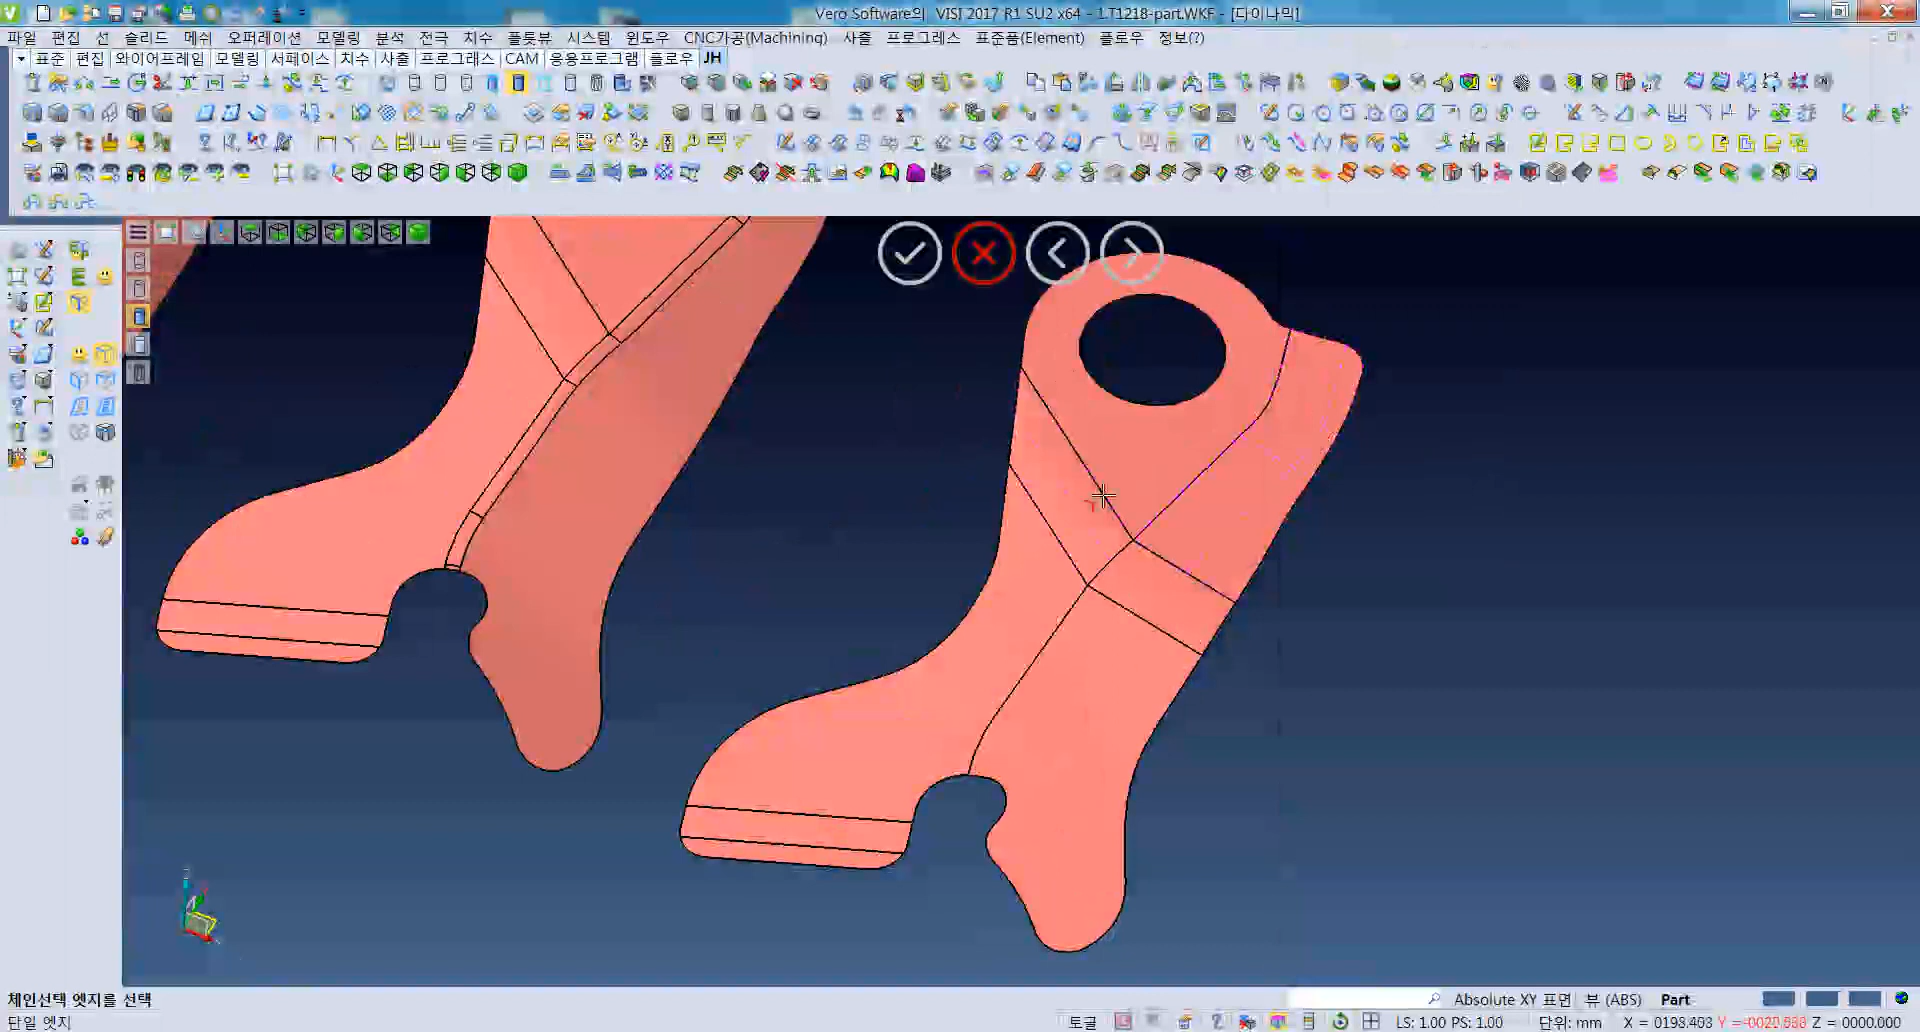 Vero Software의 VISI 2017 R1 SU2 x64 - 1.T1218-part.WKF - [다이나믹]
파일 편집 선 솔리드 메쉬 오퍼레이션 모델링 분석 전극 치수 플롯뷰 시스템 윈도우 CNC가공(Machining) 사출 프로그레스 표준품(Element) 플로우 정보(?)
표준 편집 와이어프레임 모델링 서페이스 치수 사출 프로그래스 CAM 응용프로그램 플로우 JH
체인선택 엣지를 선택
Absolute XY 표면 뷰 (ABS) Part
단일 엣지
토글 LS: 1.00 PS: 1.00 단위: mm X = 0198.403 Z = 0000.000